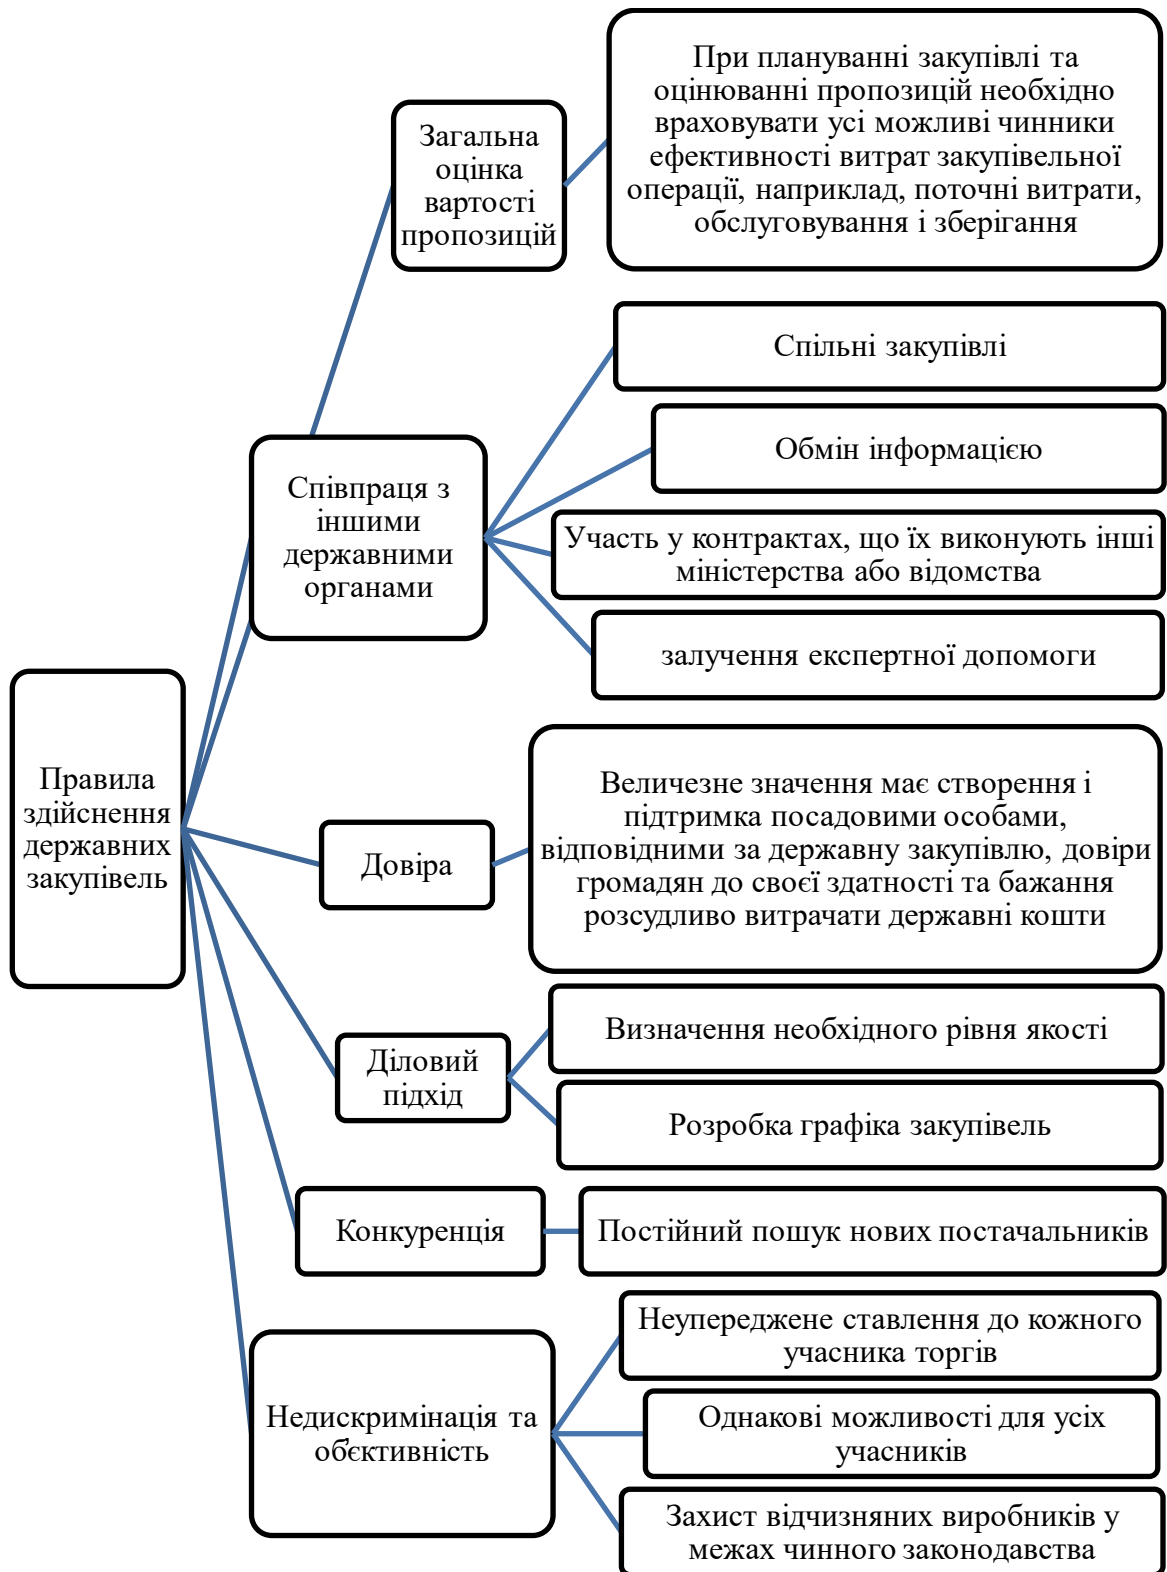 Правила
здійснення
державних
закупівель
Загальна
оцінка
вартості
пропозицій
При плануванні закупівлі та
оцінюванні пропозицій необхідно
враховувати усі можливі чинники
ефективності витрат закупівельної
операції, наприклад, поточні витрати,
обслуговування і зберігання
Співпраця з
іншими
державними
органами
Спільні закупівлі
Обмін інформацією
Участь у контрактах, що їх виконують інші
міністерства або відомства
залучення експертної допомоги
Довіра
Величезне значення має створення і
підтримка посадовими особами,
відповідними за державну закупівлю, довіри
громадян до своєї здатності та бажання
розсудливо витрачати державні кошти
Діловий
підхід
Визначення необхідного рівня якості
Розробка графіка закупівель
Конкуренція
Постійний пошук нових постачальників
Недискримінація та
об'єктивність
Неупереджене ставлення до кожного
учасника торгів
Однакові можливості для усіх
учасників
Захист відчизняних виробників у
межах чинного законодавства